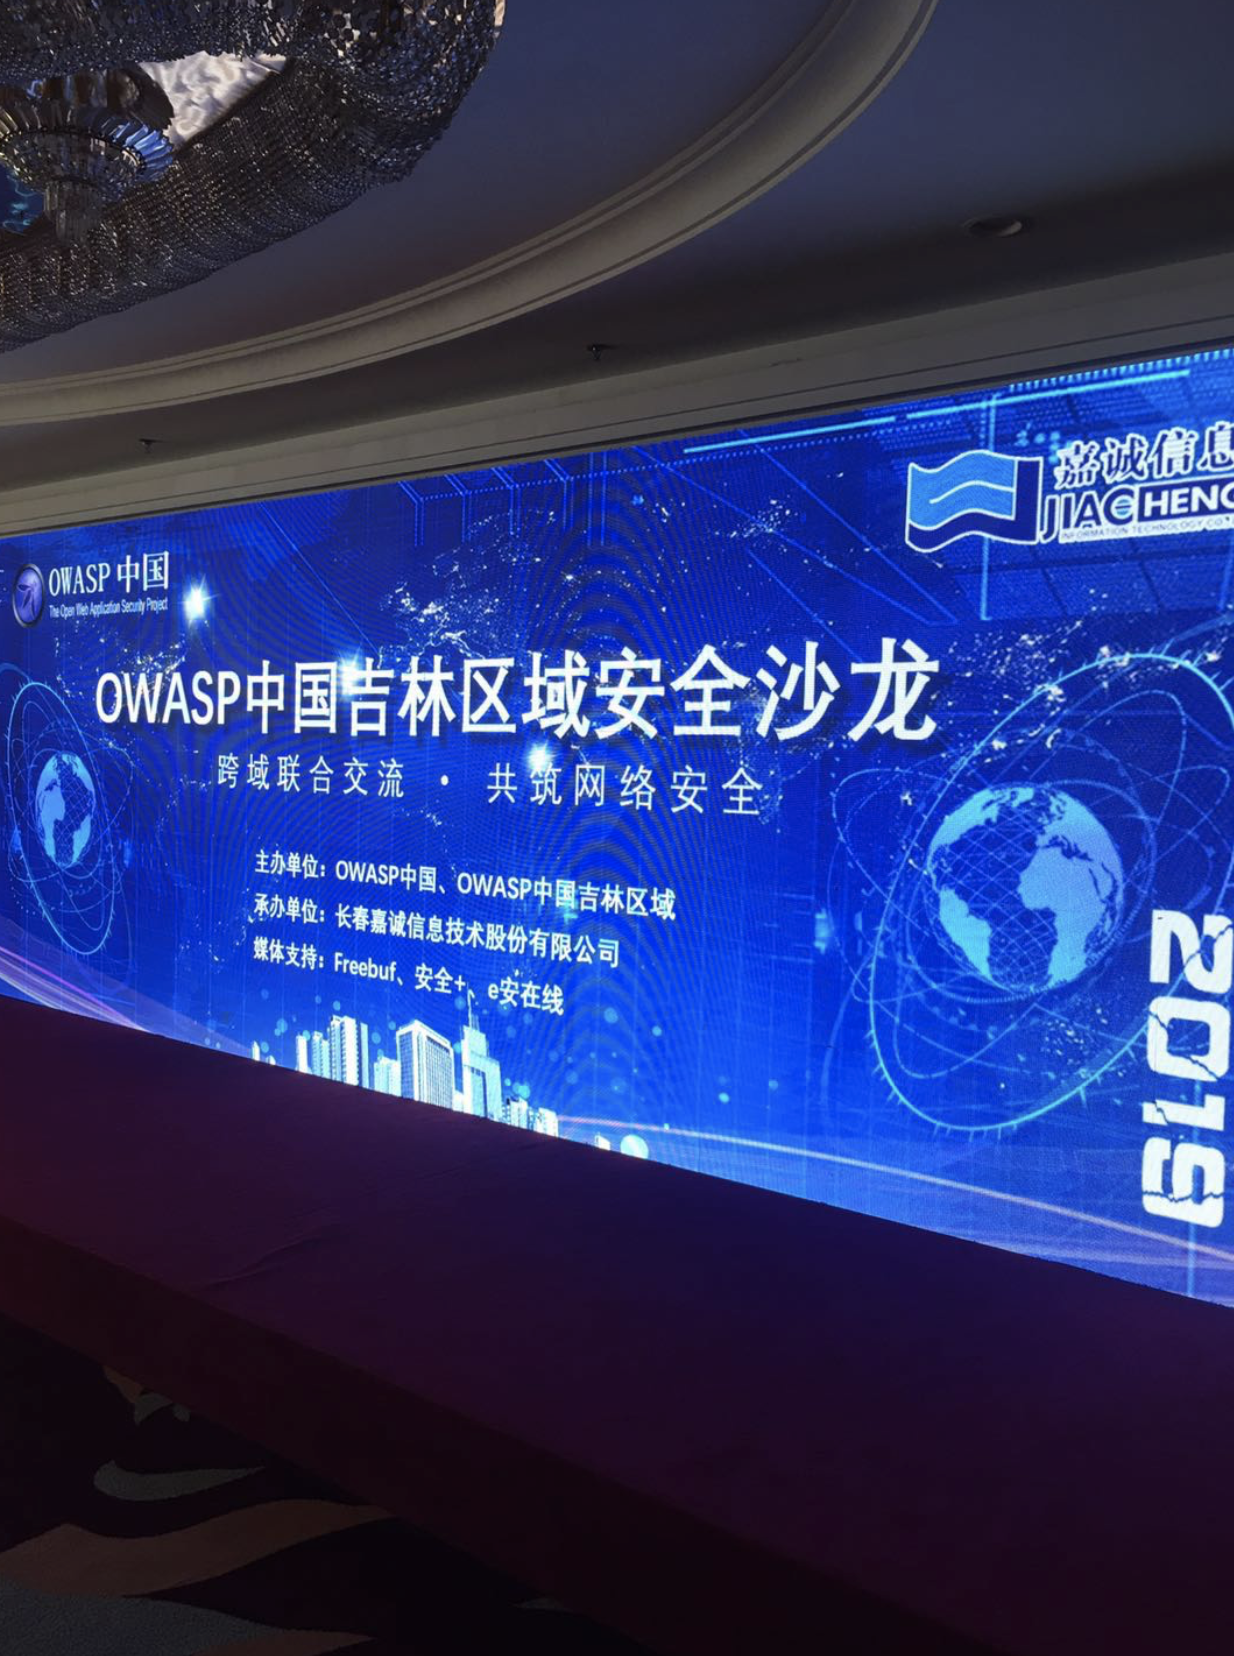 OWASP 中国
The Open Web Application Security Project
嘉诚信息
JIACHENG
INFORMATION TECHNOLOGY CO.
OWASP中国吉林区域安全沙龙
跨域联合交流 · 共筑网络安全
主办单位：OWASP中国、OWASP中国吉林区域
承办单位：长春嘉诚信息技术股份有限公司
媒体支持：Freebuf、安全+、e安在线
2019